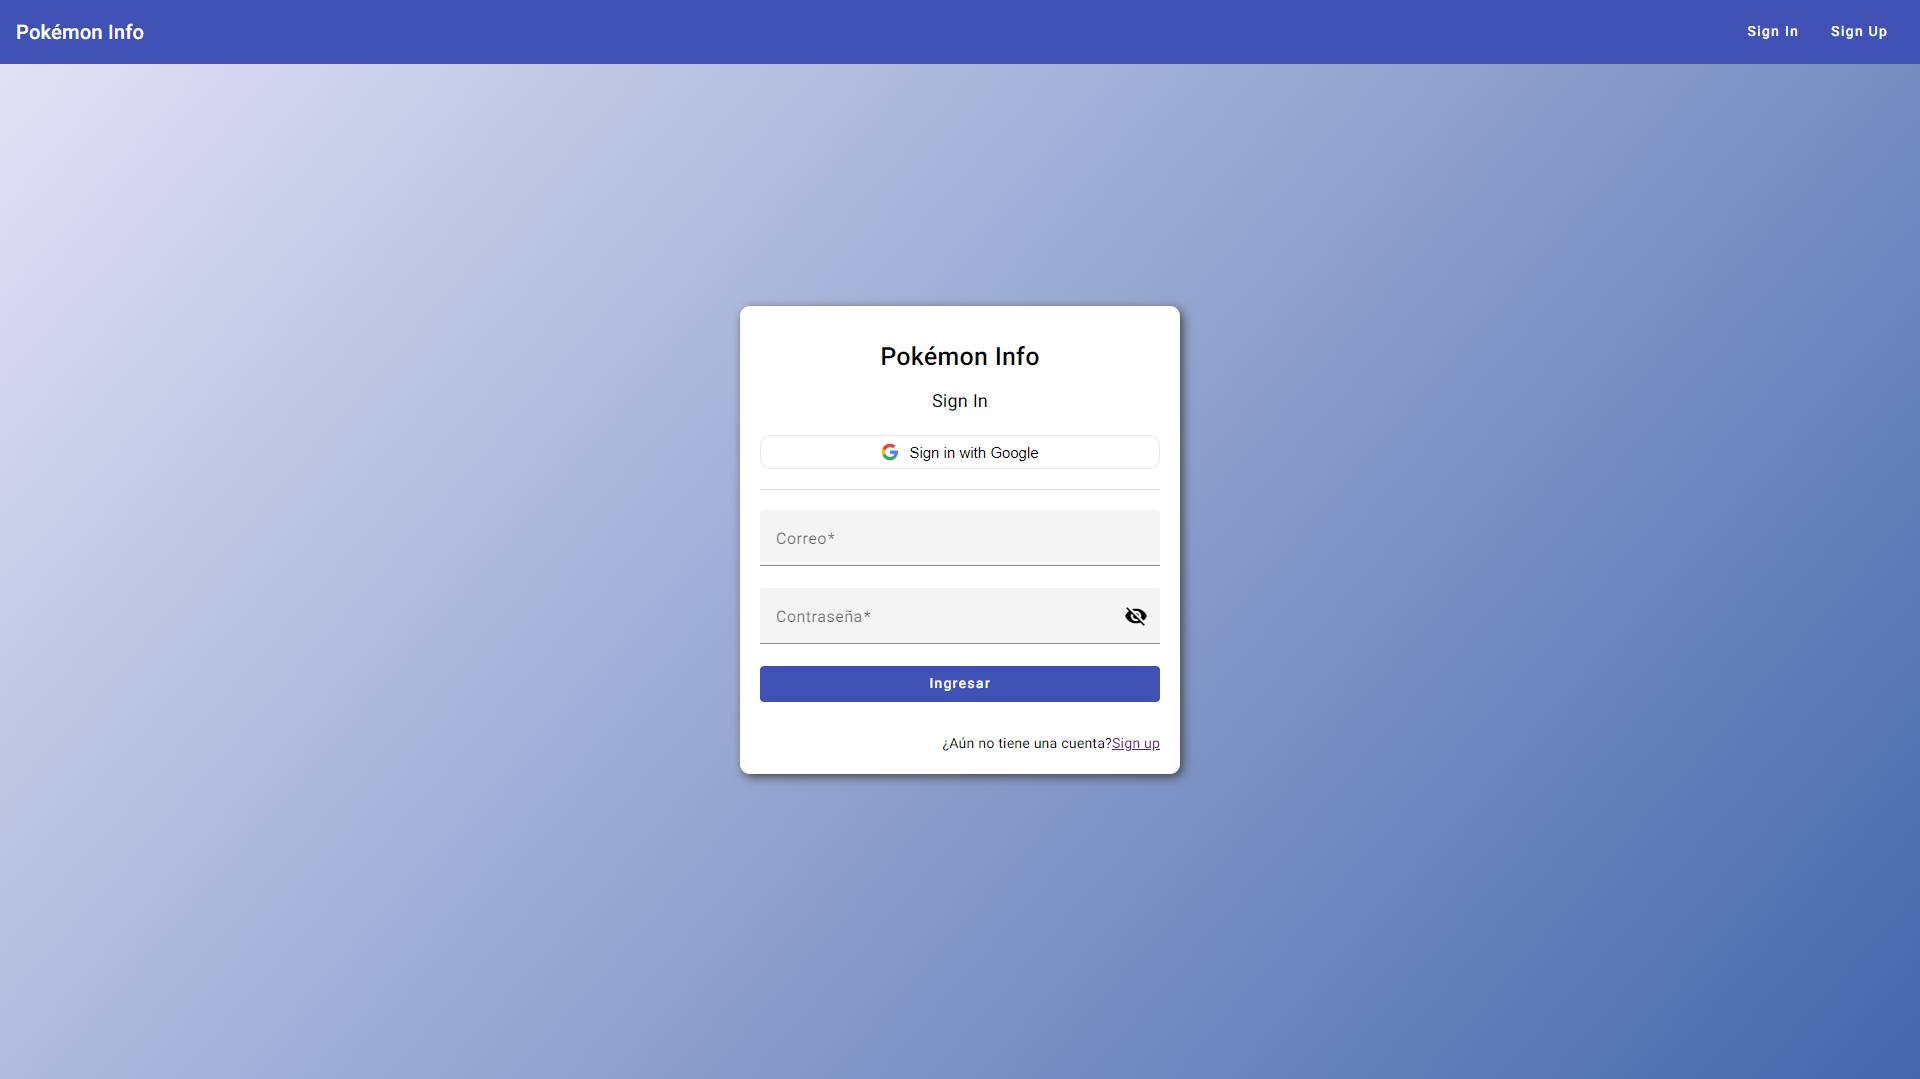 Pokémon Info
Sign In
Sign Up
Pokémon Info
Sign In
Sign in with Google
Correo*
Contraseña*
Ingresar
¿Aún no tiene una cuenta?Sign up